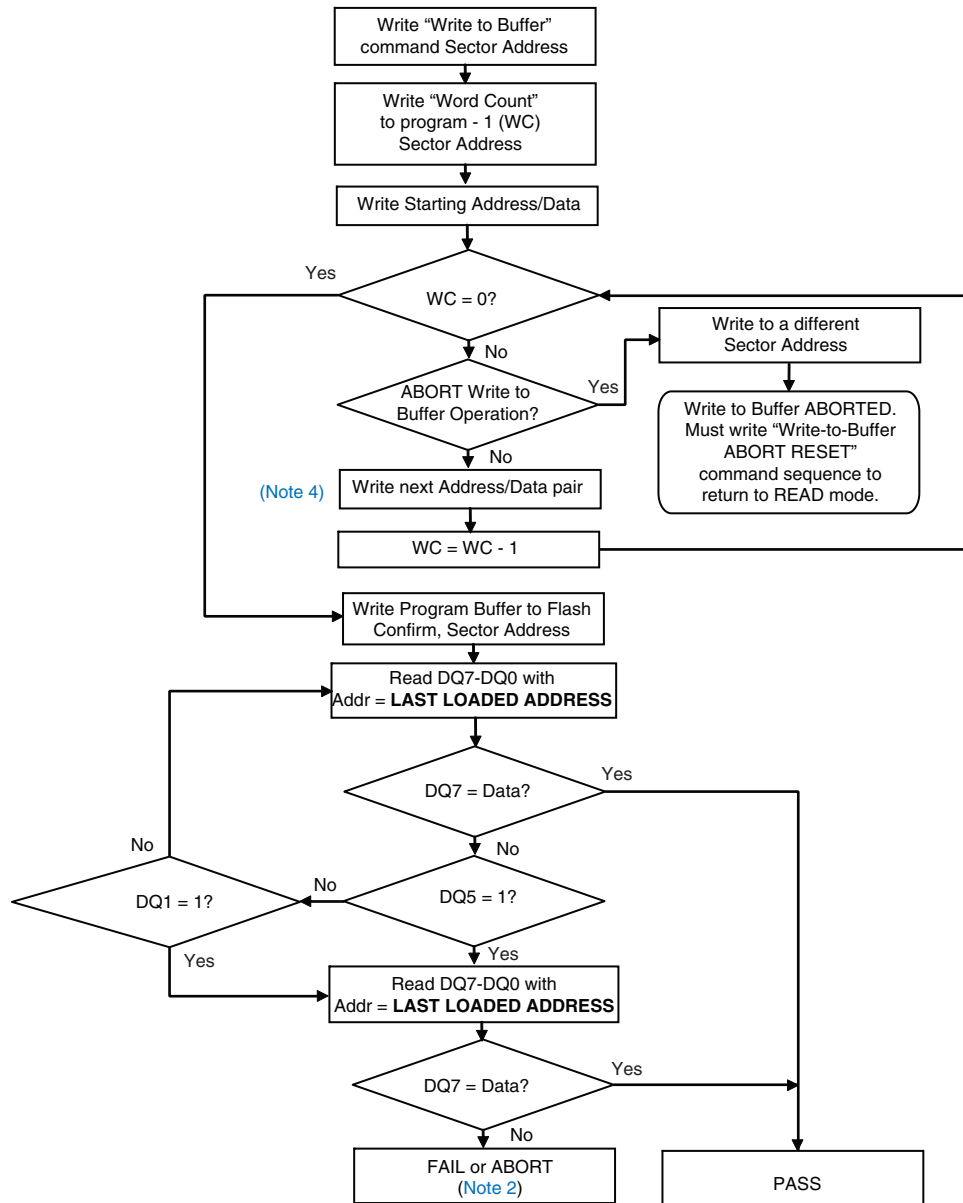 Write “Write to Buffer”
command Sector Address
Write “Word Count”
to program - 1 (WC)
Sector Address
Write Starting Address/Data
Yes
WC = 0?
No
Write to a different
Sector Address
ABORT Write to
Buffer Operation?
Yes
Write to Buffer ABORTED.
Must write “Write-to-Buffer
ABORT RESET”
command sequence to
return to READ mode.
No
(Note 4)
Write next Address/Data pair
WC = WC - 1
Write Program Buffer to Flash
Confirm, Sector Address
Read DQ7-DQ0 with
Addr = LAST LOADED ADDRESS
DQ7 = Data?
Yes
No
No
DQ1 = 1?
No
DQ5 = 1?
Yes
Yes
Read DQ7-DQ0 with
Addr = LAST LOADED ADDRESS
DQ7 = Data?
Yes
No
FAIL or ABORT
(Note 2)
PASS